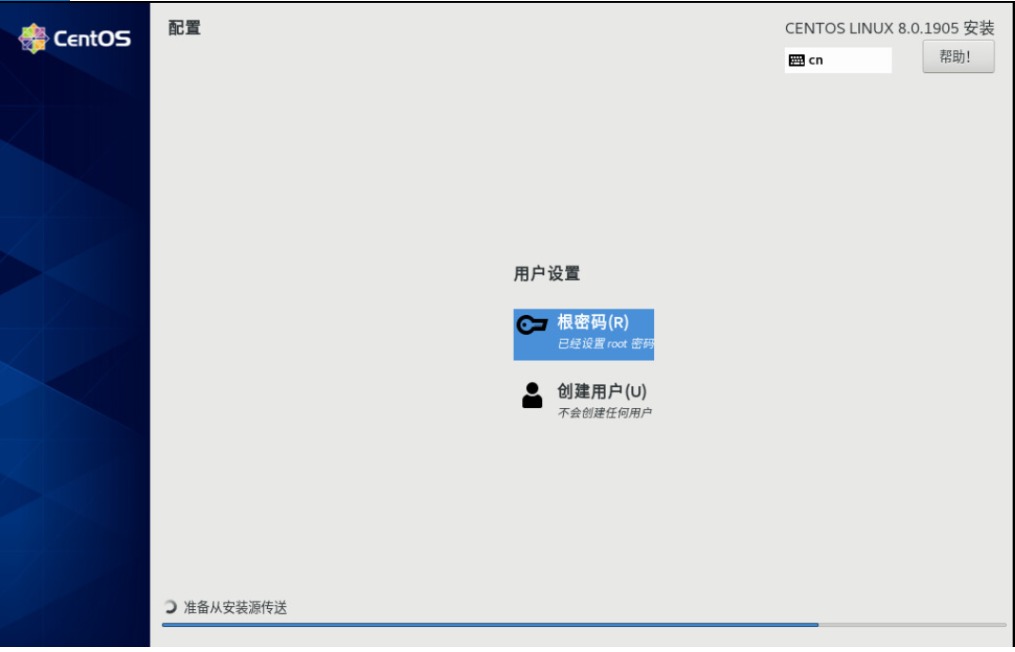 CentOS
配置
CENTOS LINUX 8.0.1905 安装
cn
帮助!
用户设置
根密码(R)
已经设置 root 密码
创建用户(U)
不会创建任何用户
准备从安装源传送